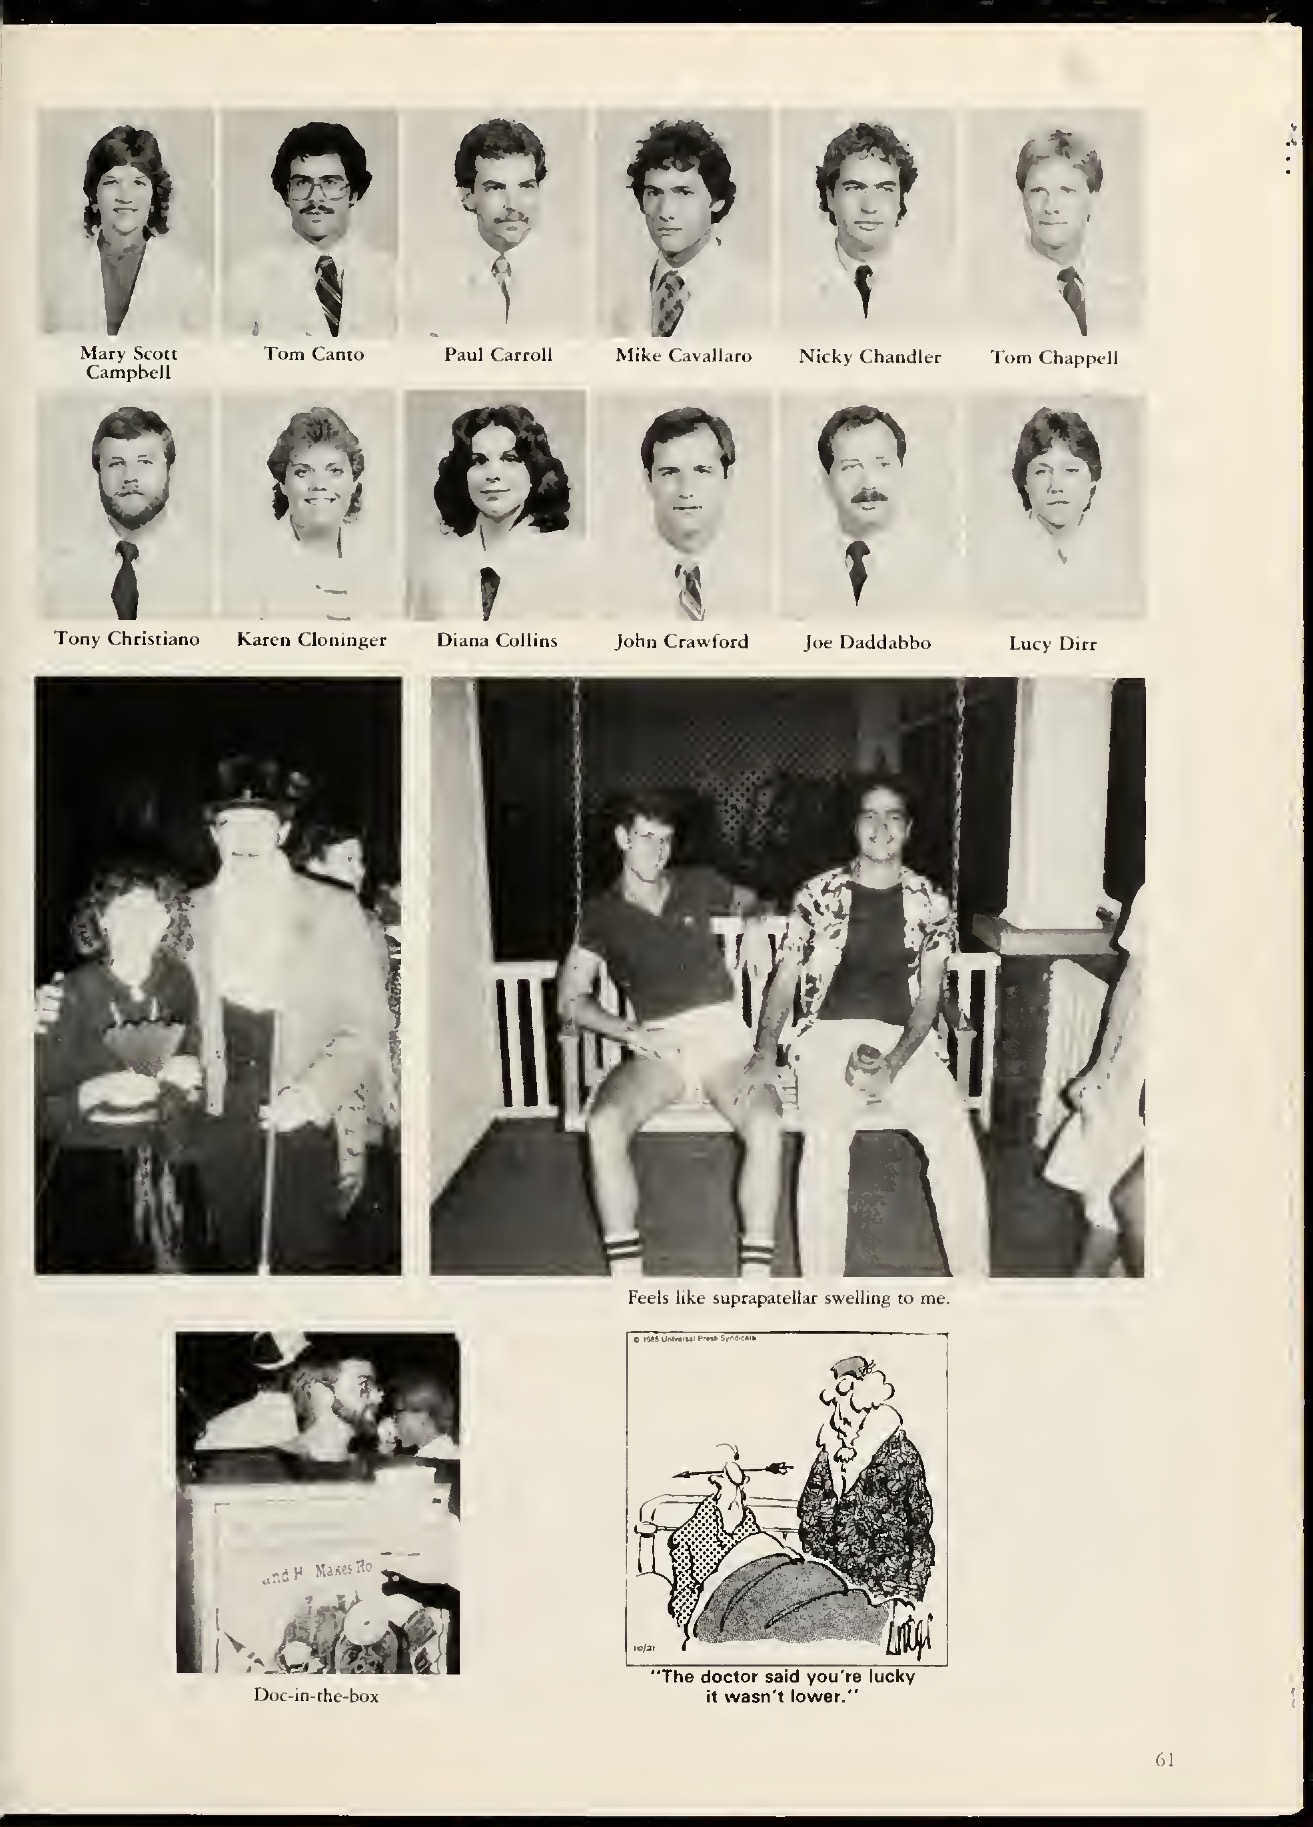 Mary Scott
Campbell
Tom Canto
Paul Carroll
Mike Cavallaro
Nicky Chandler
Tom Chappell
Tony Christiano
Karen Cloninger
Diana Collins
John Crawford
Joe Daddabbo
Lucy Dirr
Feels like suprapatellar swelling to me.
© 1985 Universal Press Syndicate
and H Makes Ho
10/21
"The doctor said you're lucky
it wasn't lower."
Doc-in-the-box
61